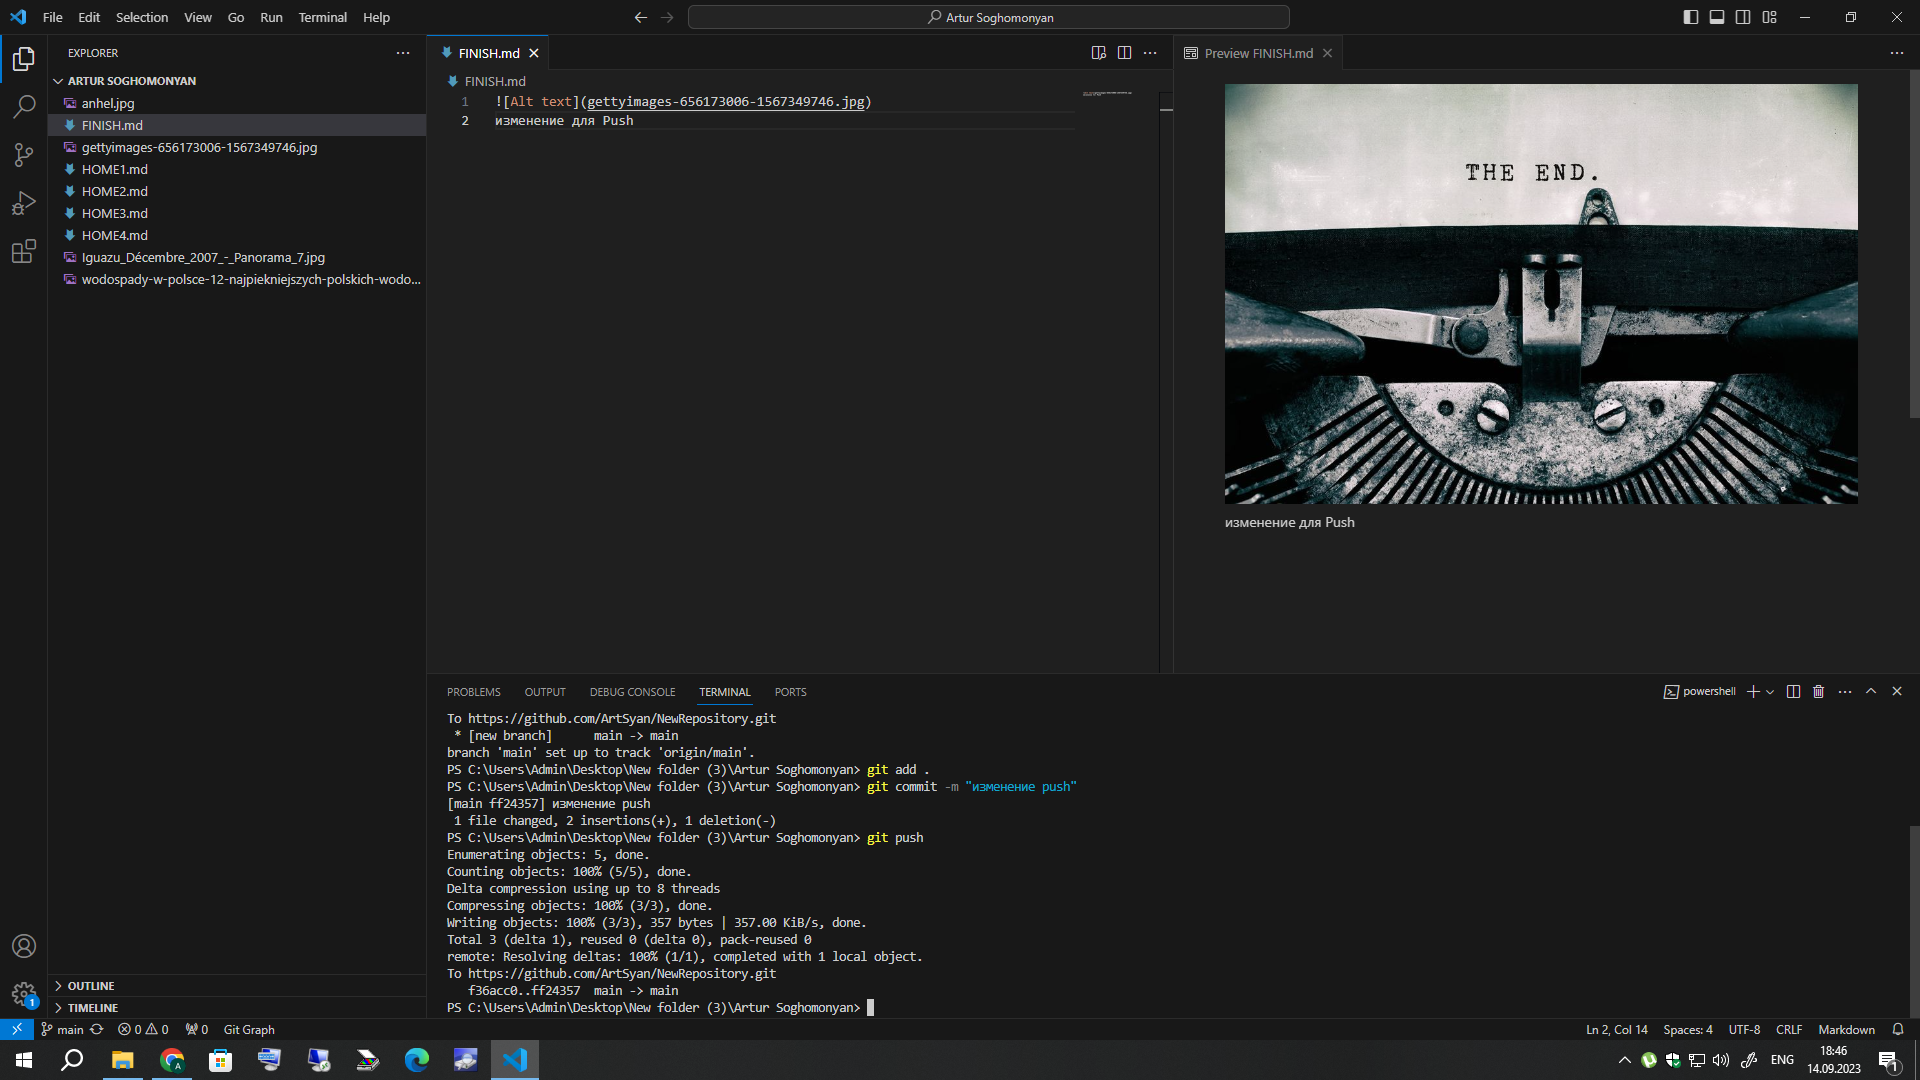 File Edit Selection View Go Run Terminal Help
Artur Soghomonyan
EXPLORER
ARTUR SOGHOMONYAN
anhel.jpg
FINISH.md
gettyimages-656173006-1567349746.jpg
HOME1.md
HOME2.md
HOME3.md
HOME4.md
Iguazu_Décembre_2007_-_Panorama_7.jpg
wodospady-w-polsce-12-najpiekniejszych-polskich-wodo...
OUTLINE
TIMELINE
FINISH.md
FINISH.md
1 ![Alt text](gettyimages-656173006-1567349746.jpg)
2 изменение для Push
Preview FINISH.md
THE END.
изменение для Push
PROBLEMS OUTPUT DEBUG CONSOLE TERMINAL PORTS
powershell
To https://github.com/ArtSyan/NewRepository.git
* [new branch] main -> main
branch 'main' set up to track 'origin/main'.
PS C:\Users\Admin\Desktop\New folder (3)\Artur Soghomonyan> git add .
PS C:\Users\Admin\Desktop\New folder (3)\Artur Soghomonyan> git commit -m "изменение push"
[main ff24357] изменение push
1 file changed, 2 insertions(+), 1 deletion(-)
PS C:\Users\Admin\Desktop\New folder (3)\Artur Soghomonyan> git push
Enumerating objects: 5, done.
Counting objects: 100% (5/5), done.
Delta compression using up to 8 threads
Compressing objects: 100% (3/3), done.
Writing objects: 100% (3/3), 357 bytes | 357.00 KiB/s, done.
Total 3 (delta 1), reused 0 (delta 0), pack-reused 0
remote: Resolving deltas: 100% (1/1), completed with 1 local object.
To https://github.com/ArtSyan/NewRepository.git
f36acc0..ff24357 main -> main
PS C:\Users\Admin\Desktop\New folder (3)\Artur Soghomonyan>
1
main 0 0 0 Git Graph
Ln 2, Col 14 Spaces: 4 UTF-8 CRLF Markdown
A
ENG
18:46
14.09.2023
1